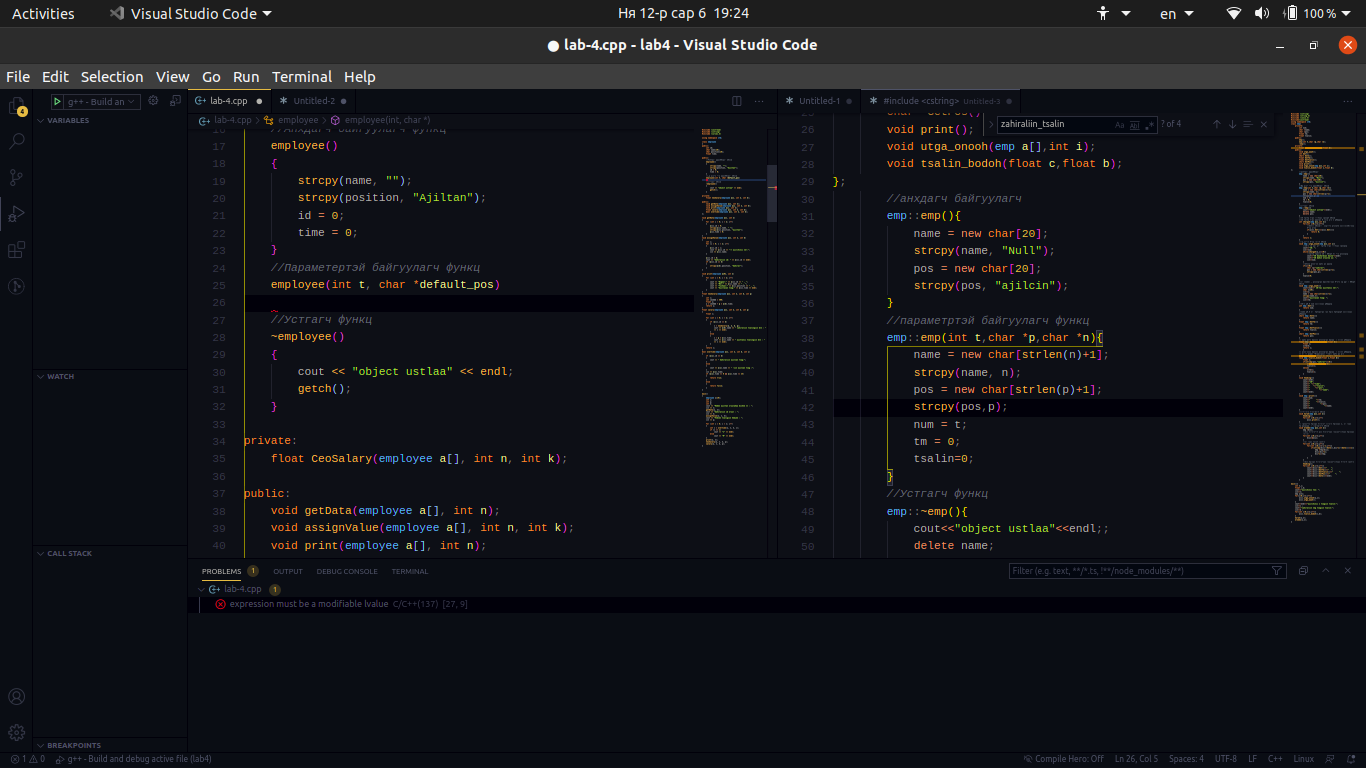 Activities
Visual Studio Code
Ня 12-р сар 6 19:24
en
100 %
lab-4.cpp - lab4 - Visual Studio Code
File Edit Selection View Go Run Terminal Help
4
g++ - Build an
VARIABLES
WATCH
CALL STACK
BREAKPOINTS
lab-4.cpp
Untitled-2
lab-4.cpp > employee > employee(int, char *)
16 //Анхдагч байгуулагч функц
17 employee()
18 {
19 strcpy(name, "");
20 strcpy(position, "Ajiltan");
21 id = 0;
22 time = 0;
23 }
24 //Параметертэй байгуулагч функц
25 employee(int t, char *default_pos)
26
27 //Устгагч функц
28 ~employee()
29 {
30 cout << "object ustlaa" << endl;
31 getch();
32 }
33
34 private:
35 float CeoSalary(employee a[], int n, int k);
36
37 public:
38 void getData(employee a[], int n);
39 void assignValue(employee a[], int n, int k);
40 void print(employee a[], int n);
Untitled-1
#include <cstring> Untitled-3
zahiraliin_tsalin
Aa
? of 4
26 void print();
27 void utga_onooh(emp a[],int i);
28 void tsalin_bodoh(float c,float b);
29 };
30 //анхдагч байгуулагч
31 emp::emp(){
32 name = new char[20];
33 strcpy(name, "Null");
34 pos = new char[20];
35 strcpy(pos, "ajilcin");
36 }
37 //параметртэй байгуулагч функц
38 emp::emp(int t,char *p,char *n){
39 name = new char[strlen(n)+1];
40 strcpy(name, n);
41 pos = new char[strlen(p)+1];
42 strcpy(pos,p);
43 num = t;
44 tm = 0;
45 tsalin=0;
46 }
47 //Устгагч функц
48 emp::~emp(){
49 cout<<"object ustlaa"<<endl;;
50 delete name;
PROBLEMS 1 OUTPUT DEBUG CONSOLE TERMINAL
Filter (e.g. text, **/*.ts, !**/node_modules/**)
lab-4.cpp 1
expression must be a modifiable lvalue C/C++(137) [27, 9]
1 0 g++ - Build and debug active file (lab4)
Compile Hero: Off Ln 26, Col 5 Spaces: 4 UTF-8 LF C++ Linux